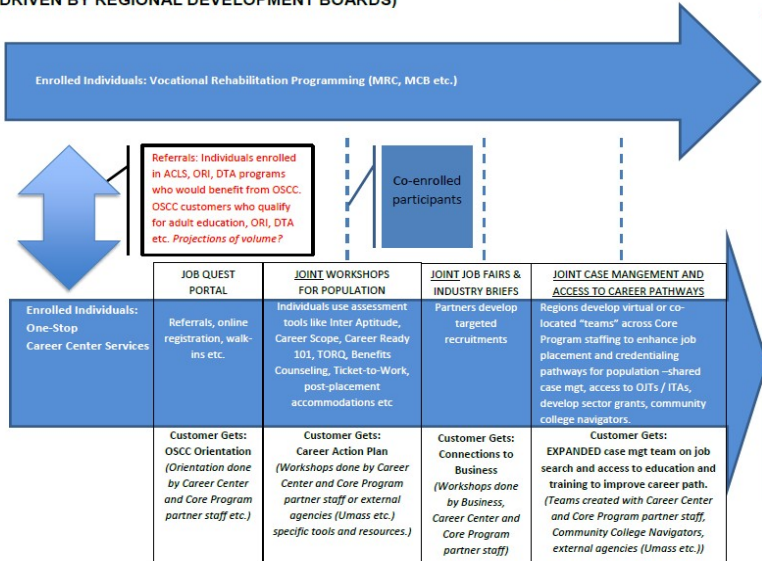 DRIVEN BY REGIONAL DEVELOPMENT BOARDS)
Enrolled Individuals: Vocational Rehabilitation Programming (MRC, MCB etc.)
Referrals: Individuals enrolled
in ACLS, ORI, DTA programs
who would benefit from OSCC.
OSCC customers who qualify
for adult education, ORI, DTA
etc. Projections of volume?
Co-enrolled
participants
Enrolled Individuals:
One-Stop
Career Center Services
JOB QUEST
PORTAL
Referrals, online
registration, walk-
ins etc.
Customer Gets:
OSCC Orientation
(Orientation done
by Career Center
and Core Program
partner staff etc.)
JOINT WORKSHOPS
FOR POPULATION
Individuals use assessment
tools like Inter Aptitude,
Career Scope, Career Ready
101, TORQ, Benefits
Counseling, Ticket-to-Work,
post-placement
accommodations etc
Customer Gets:
Career Action Plan
(Workshops done by Career
Center and Core Program
partner staff or external
agencies (Umass etc.)
specific tools and resources.)
JOINT JOB FAIRS &
INDUSTRY BRIEFS
Partners develop
targeted
recruitments
Customer Gets:
Connections to
Business
(Workshops done
by Business,
Career Center and
Core Program
partner staff)
JOINT CASE MANGEMENT AND
ACCESS TO CAREER PATHWAYS
Regions develop virtual or co-
located "teams" across Core
Program staffing to enhance job
placement and credentialing
pathways for population –shared
case mgt, access to OJTs / ITAs,
develop sector grants, community
college navigators.
Customer Gets:
EXPANDED case mgt team on job
search and access to education and
training to improve career path.
(Teams created with Career Center
and Core Program partner staff,
Community College Navigators,
external agencies (Umass etc.))